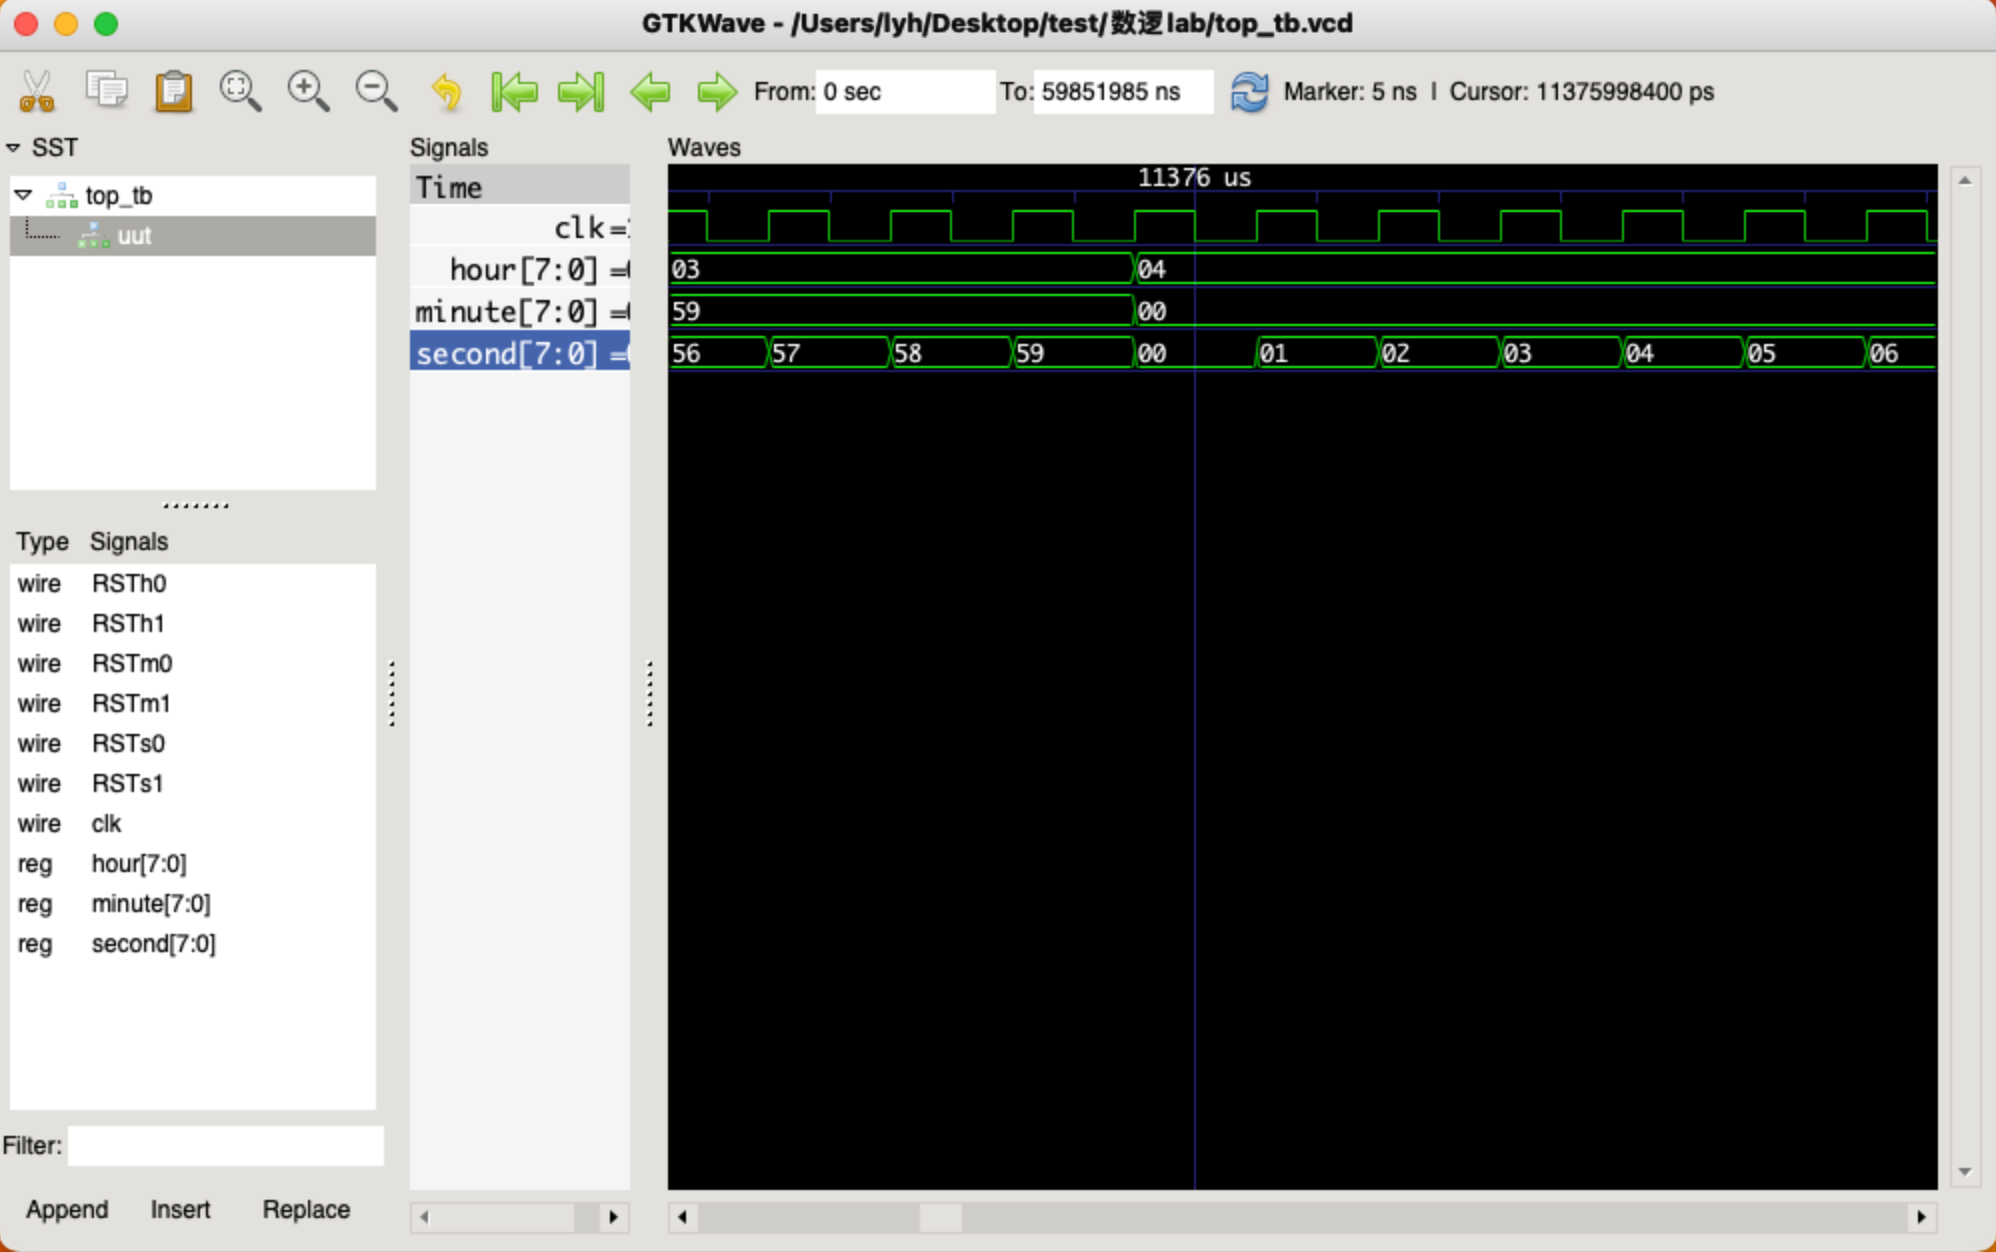 GTKWave - /Users/lyh/Desktop/test/数逻lab/top_tb.vcd
From: 0 sec To: 59851985 ns Marker: 5 ns | Cursor: 11375998400 ps
SST
top_tb
uut
Type Signals
wire RSTh0
wire RSTh1
wire RSTm0
wire RSTm1
wire RSTs0
wire RSTs1
wire clk
reg hour[7:0]
reg minute[7:0]
reg second[7:0]
Filter:
Append Insert Replace
Signals
Time
clk=
hour[7:0] =
minute[7:0] =
second[7:0] =
Waves
11376 us
03 04
59 00
56 57 58 59 00 01 02 03 04 05 06